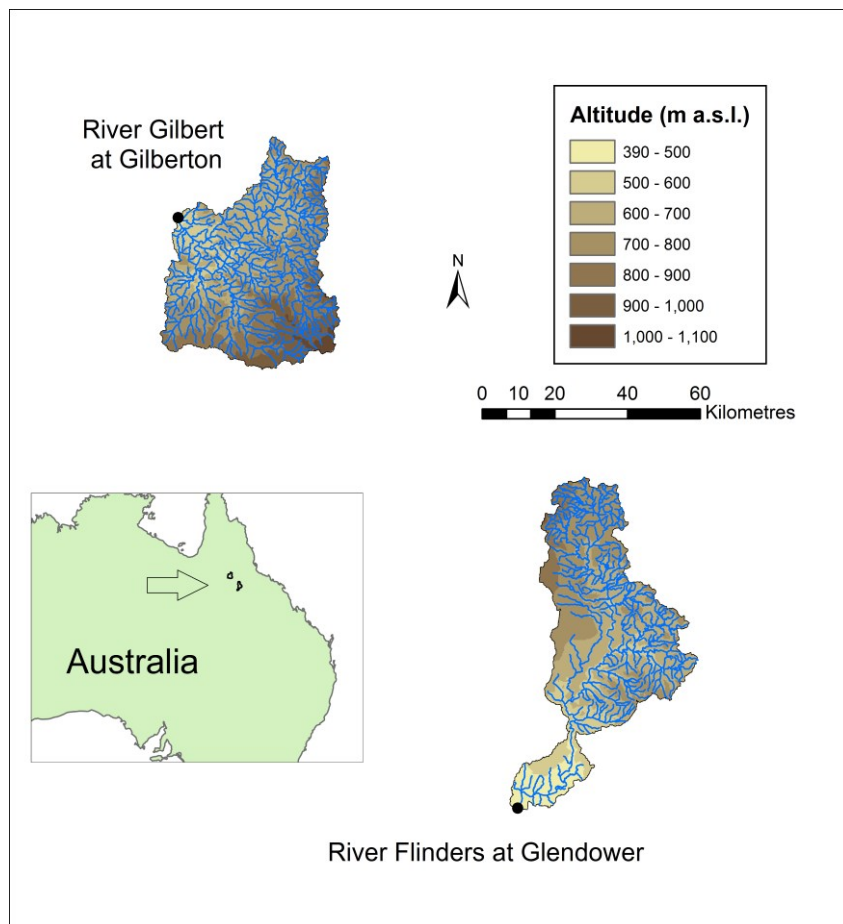 River Gilbert
at Gilberton
Altitude (m a.s.l.)
390 - 500
500 - 600
600 - 700
700 - 800
800 - 900
900 - 1,000
1,000 - 1,100
N
0 10 20 40 60
Kilometres
Australia
River Flinders at Glendower